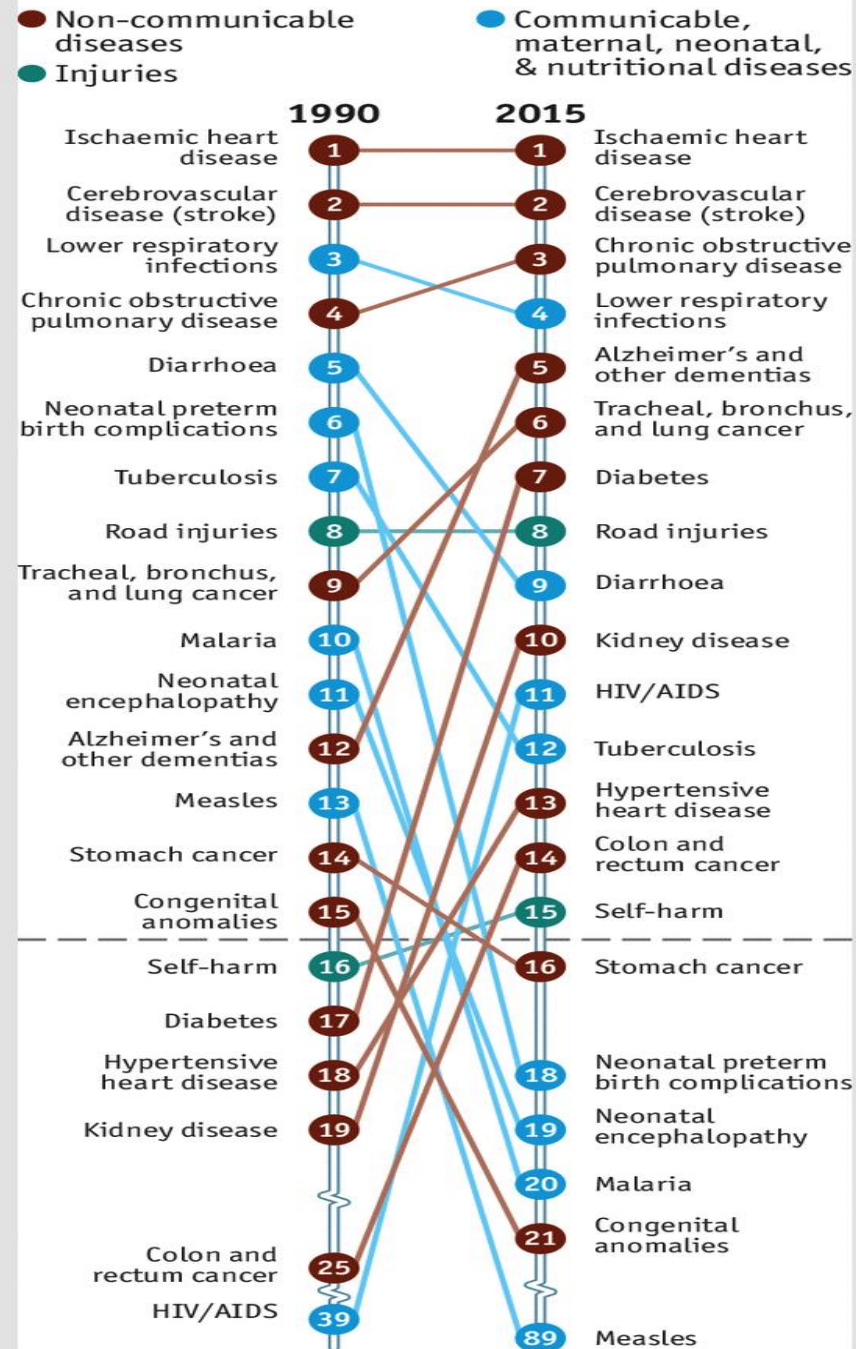 Non-communicable
diseases
Injuries
Communicable,
maternal, neonatal,
& nutritional diseases
1990
2015
Ischaemic heart
disease
1
1
Ischaemic heart
disease
Cerebrovascular
disease (stroke)
2
2
Cerebrovascular
disease (stroke)
Lower respiratory
infections
3
3
Chronic obstructive
pulmonary disease
Chronic obstructive
pulmonary disease
4
4
Lower respiratory
infections
Diarrhoea
5
5
Alzheimer's and
other dementias
Neonatal preterm
birth complications
6
6
Tracheal, bronchus,
and lung cancer
Tuberculosis
7
7
Diabetes
Road injuries
8
8
Road injuries
Tracheal, bronchus,
and lung cancer
9
9
Diarrhoea
Malaria
10
10
Kidney disease
Neonatal
encephalopathy
11
11
HIV/AIDS
Alzheimer's and
other dementias
12
12
Tuberculosis
Measles
13
13
Hypertensive
heart disease
Stomach cancer
14
14
Colon and
rectum cancer
Congenital
anomalies
15
15
Self-harm
Self-harm
16
16
Stomach cancer
Diabetes
17
Hypertensive
heart disease
18
18
Neonatal preterm
birth complications
Kidney disease
19
19
Neonatal
encephalopathy
20
Malaria
21
Congenital
anomalies
Colon and
rectum cancer
25
HIV/AIDS
39
89
Measles